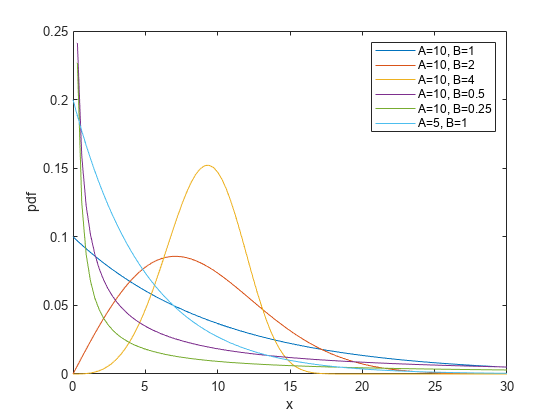 0.25
0.2
0.15
0.1
0.05
0
pdf
A=10, B=1
A=10, B=2
A=10, B=4
A=10, B=0.5
A=10, B=0.25
A=5, B=1
0 5 10 15 20 25 30
x